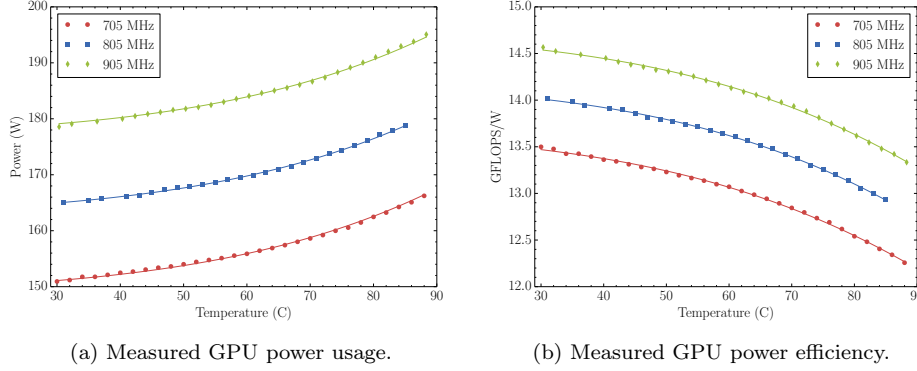 200
190
180
170
160
150
Power (W)
705 MHz
805 MHz
905 MHz
30 40 50 60 70 80 90
Temperature (C)
(a) Measured GPU power usage.
15.0
14.5
14.0
13.5
13.0
12.5
12.0
GFLOPS/W
705 MHz
805 MHz
905 MHz
30 40 50 60 70 80 90
Temperature (C)
(b) Measured GPU power efficiency.